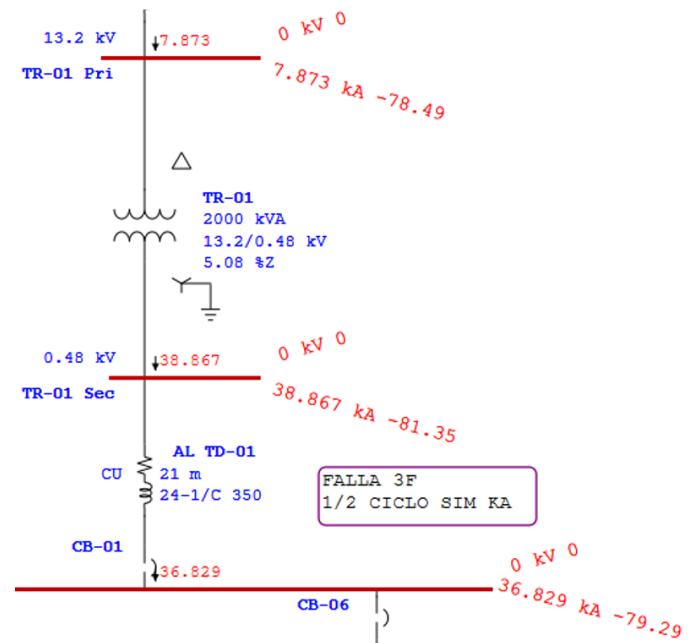 0 kV 0
13.2 kV
7.873
TR-01 Pri
7.873 kA -78.49
TR-01
2000 kVA
13.2/0.48 kV
5.08 %Z
0 kV 0
0.48 kV
38.867
TR-01 Sec
38.867 kA -81.35
AL TD-01
CU
21 m
24-1/C 350
FALLA 3F
1/2 CICLO SIM KA
CB-01
0 kV 0
36.829
36.829 kA -79.29
CB-06